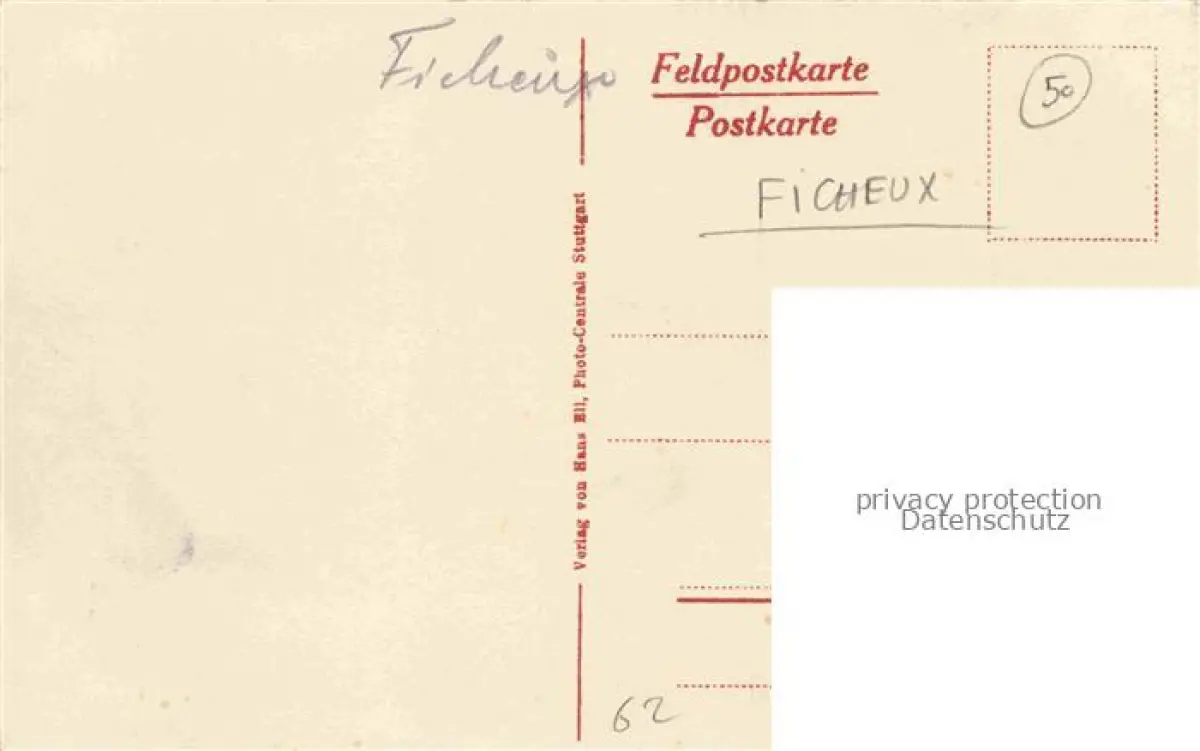 Ficheux
Feldpostkarte
Postkarte
50
FICHEUX
Verlag von Hans Ell, Photo-Centrale Stuttgart
privacy protection
Datenschutz
62